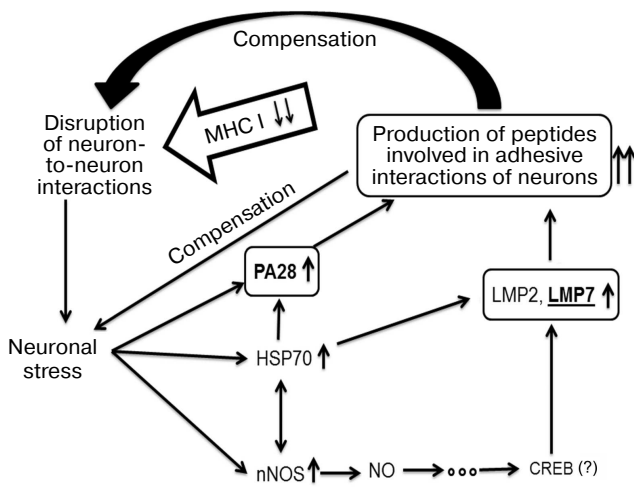 Compensation
Disruption
of neuron-
to-neuron
interactions
MHC I ↓↓
Production of peptides
involved in adhesive
interactions of neurons
↑↑
Compensation
PA28 ↑
LMP2, LMP7 ↑
Neuronal
stress
HSP70 ↑
nNOS ↑
NO
CREB (?)